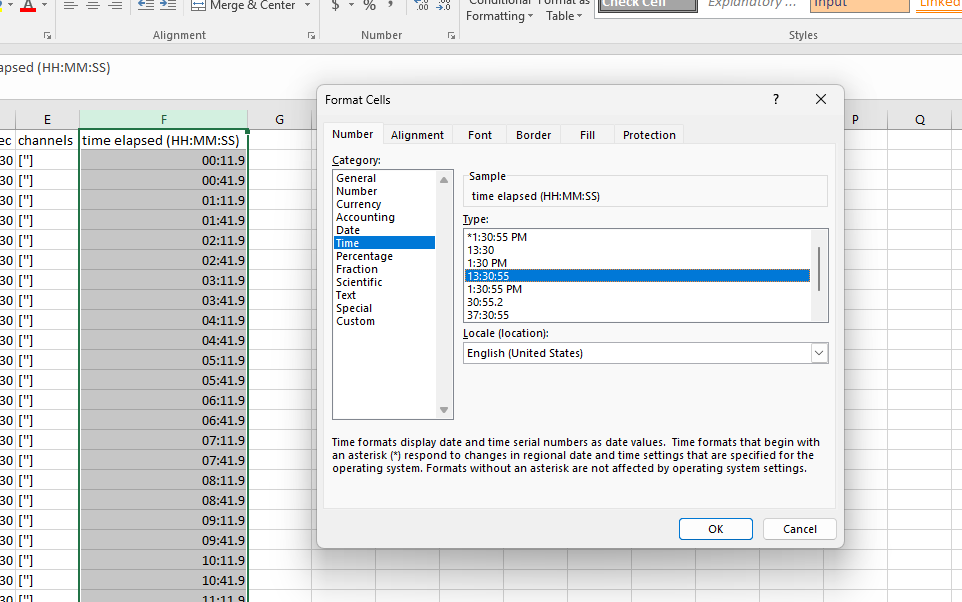 A
Merge & Center
$ % ,
.00
Conditional Format as
Check Cell
Explanatory ...
Input
Linked
Formatting
Table
Alignment
Number
Styles
apsed (HH:MM:SS)
E F G P Q
ec channels time elapsed (HH:MM:SS)
30 [''] 00:11.9
30 [''] 00:41.9
30 [''] 01:11.9
30 [''] 01:41.9
30 [''] 02:11.9
30 [''] 02:41.9
30 [''] 03:11.9
30 [''] 03:41.9
30 [''] 04:11.9
30 [''] 04:41.9
30 [''] 05:11.9
30 [''] 05:41.9
30 [''] 06:11.9
30 [''] 06:41.9
30 [''] 07:11.9
30 [''] 07:41.9
30 [''] 08:11.9
30 [''] 08:41.9
30 [''] 09:11.9
30 [''] 09:41.9
30 [''] 10:11.9
30 [''] 10:41.9
30 [''] 11:11.9
Format Cells
?
Number Alignment Font Border Fill Protection
Category:
General
Number
Currency
Accounting
Date
Time
Percentage
Fraction
Scientific
Text
Special
Custom
Sample
time elapsed (HH:MM:SS)
Type:
*1:30:55 PM
13:30
1:30 PM
13:30:55
1:30:55 PM
30:55.2
37:30:55
Locale (location):
English (United States)
Time formats display date and time serial numbers as date values.  Time formats that begin with
an asterisk (*) respond to changes in regional date and time settings that are specified for the
operating system. Formats without an asterisk are not affected by operating system settings.
OK
Cancel